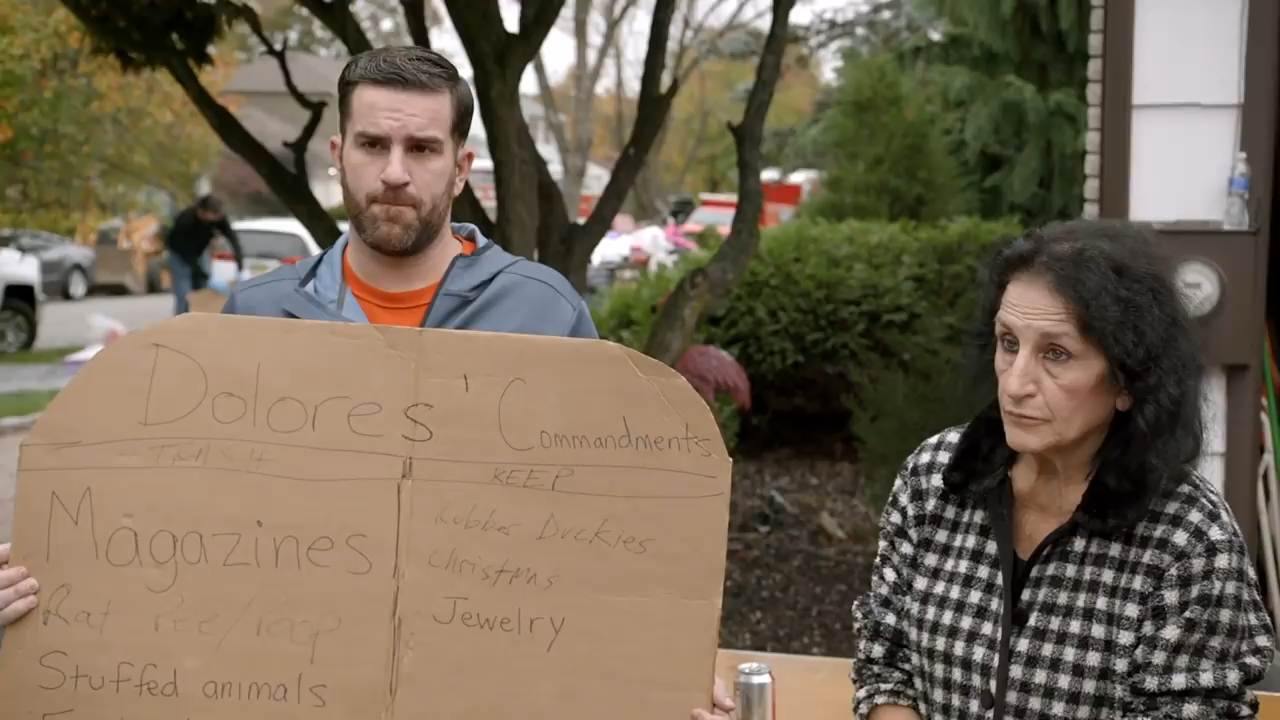 Dolores' Commandments
TRASH
KEEP
Magazines
Rubber Duckies
Christmas
Rat Pee/Poop
Jewelry
Stuffed animals